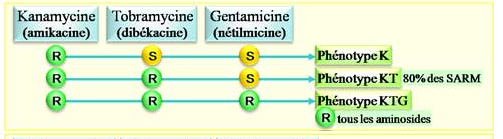 Kanamycine Tobramycine Gentamicine
(amikacine) (dibékacine) (nétilmicine)
R S S Phénotype K
R R S Phénotype KT 80% des SARM
R R R Phénotype KTG
R tous les aminosides